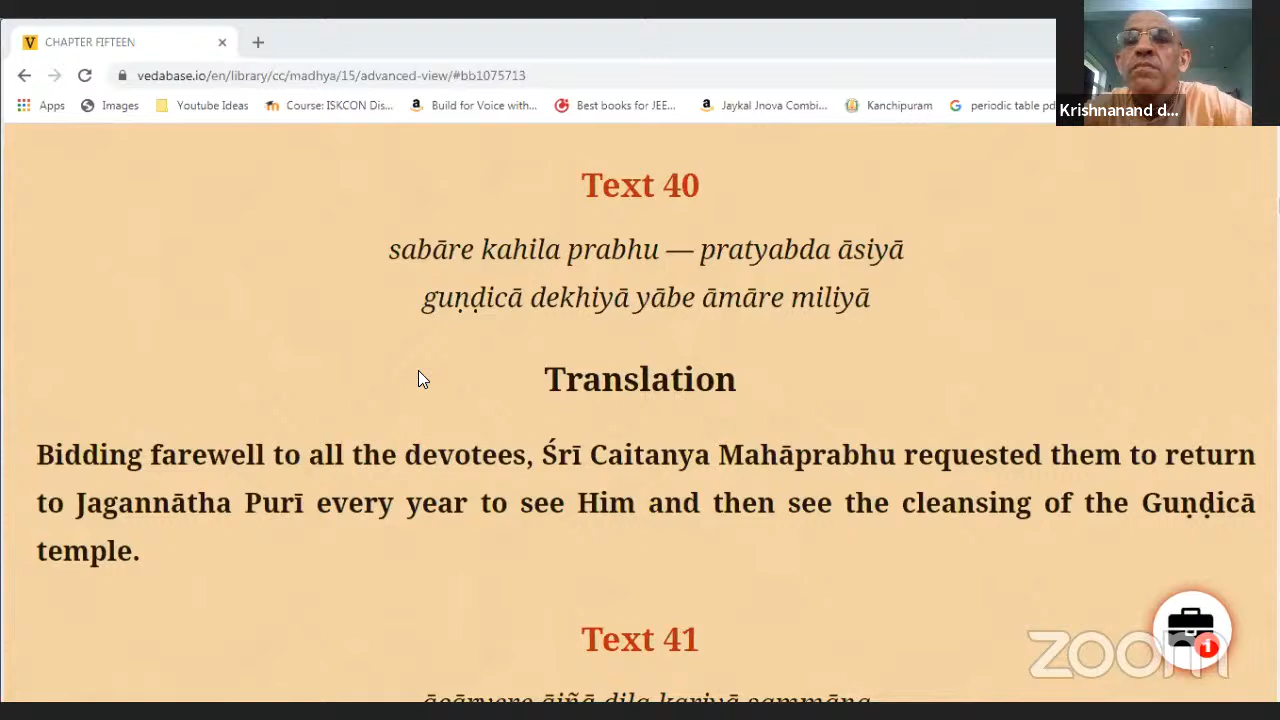 CHAPTER FIFTEEN
vedabase.io/en/library/cc/madhya/15/advanced-view/#bb1075713
Apps Images Youtube Ideas Course: ISKCON Dis... Build for Voice with... Best books for JEE... Jaykal Jnova Combi... Kanchipuram periodic table pd
Krishnanand d...
Text 40
sabāre kahila prabhu — pratyabda āsiyā
guṇḍicā dekhiyā yābe āmāre miliyā
Translation
Bidding farewell to all the devotees, Śrī Caitanya Mahāprabhu requested them to return
to Jagannātha Purī every year to see Him and then see the cleansing of the Guṇḍicā
temple.
1
Text 41
zoom